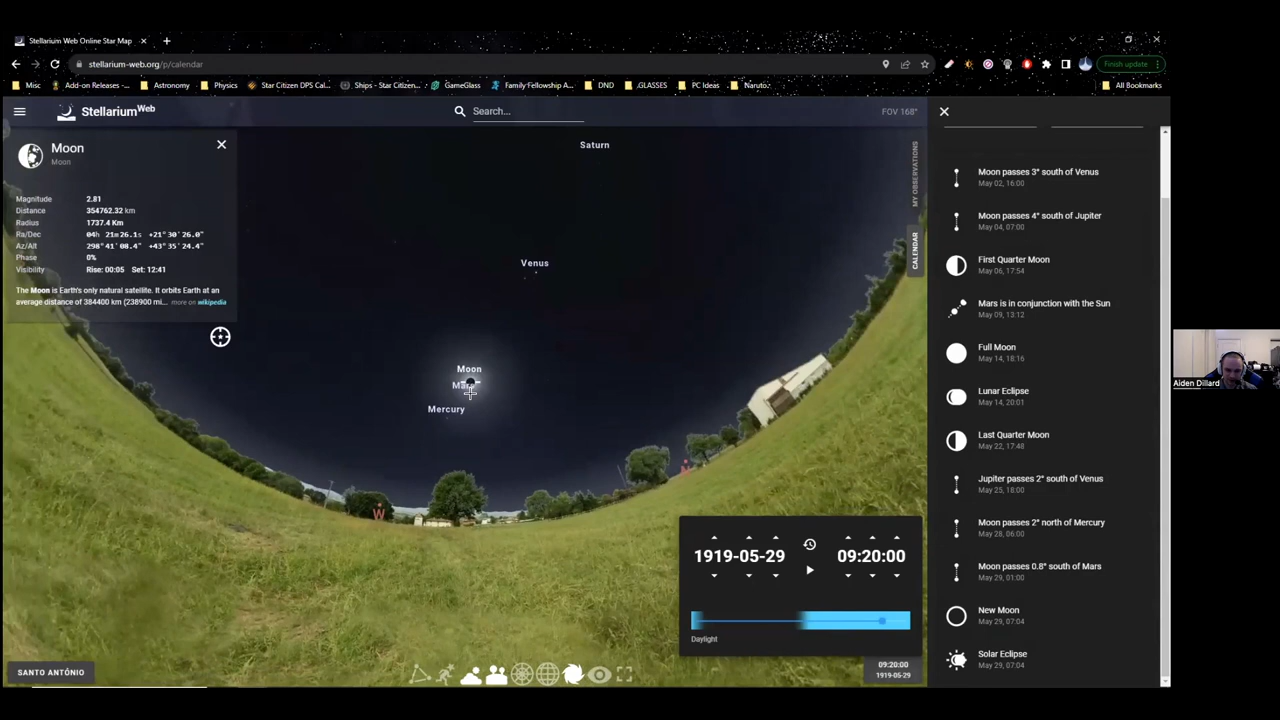 Stellarium Web Online Star Map
stellarium-web.org/p/calendar
Finish update
Misc
Add-on Releases -...
Astronomy
Physics
Star Citizen DPS Cal...
Ships - Star Citizen...
GameGlass
Family Fellowship A...
DND
.GLASSES
PC Ideas
Naruto.
All Bookmarks
StellariumWeb
Search...
FOV 168°
Moon
Moon
Magnitude 2.81
Distance 354762.32 km
Radius 1737.4 Km
Ra/Dec 04h 21m26.1s +21°30'26.0"
Az/Alt 298°41'08.4" +43°35'24.4"
Phase 0%
Visibility Rise: 00:05 Set: 12:41
The Moon is Earth's only natural satellite. It orbits Earth at an
average distance of 384400 km (238900 mi... more on wikipedia
Saturn
Venus
Moon
Mars
Mercury
W
MY OBSERVATIONS
CALENDAR
Moon passes 3° south of Venus
May 02, 16:00
Moon passes 4° south of Jupiter
May 04, 07:00
First Quarter Moon
May 06, 17:54
Mars is in conjunction with the Sun
May 09, 13:12
Full Moon
May 14, 18:16
Lunar Eclipse
May 14, 20:01
Last Quarter Moon
May 22, 17:48
Jupiter passes 2° south of Venus
May 25, 18:00
Moon passes 2° north of Mercury
May 28, 06:00
Moon passes 0.8° south of Mars
May 29, 01:00
New Moon
May 29, 07:04
Solar Eclipse
May 29, 07:04
1919-05-29 09:20:00
Daylight
SANTO ANTÓNIO
09:20:00
1919-05-29
Aiden Dillard